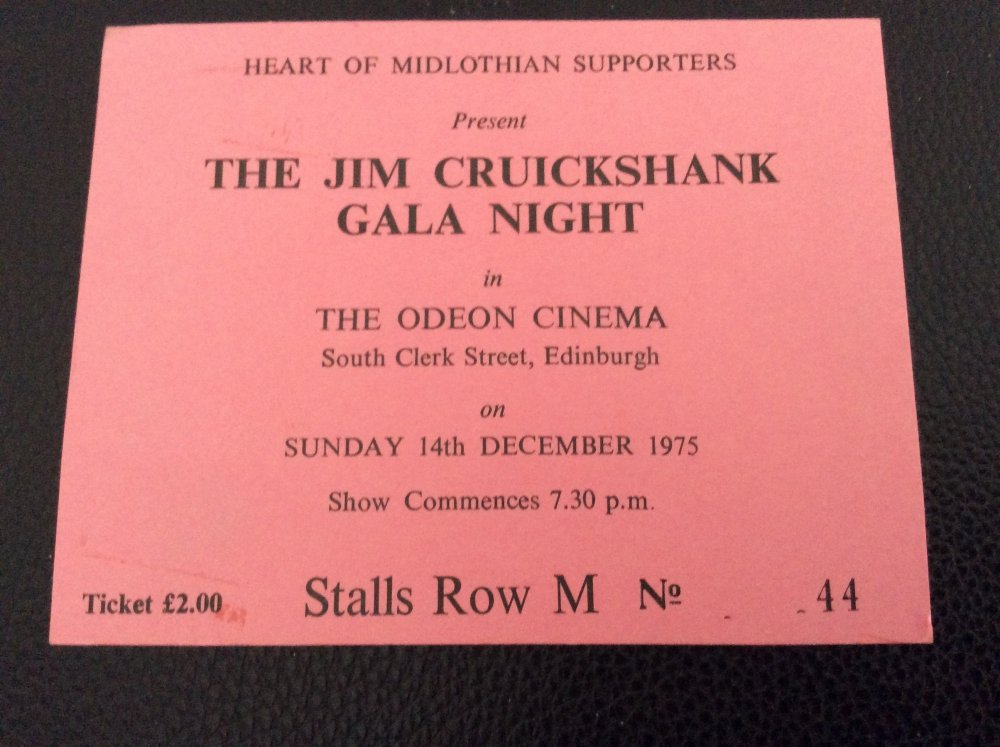 HEART OF MIDLOTHIAN SUPPORTERS
Present
THE JIM CRUICKSHANK
GALA NIGHT
in
THE ODEON CINEMA
South Clerk Street, Edinburgh
on
SUNDAY 14th DECEMBER 1975
Show Commences 7.30 p.m.
Ticket £2.00 Stalls Row M Nº 44